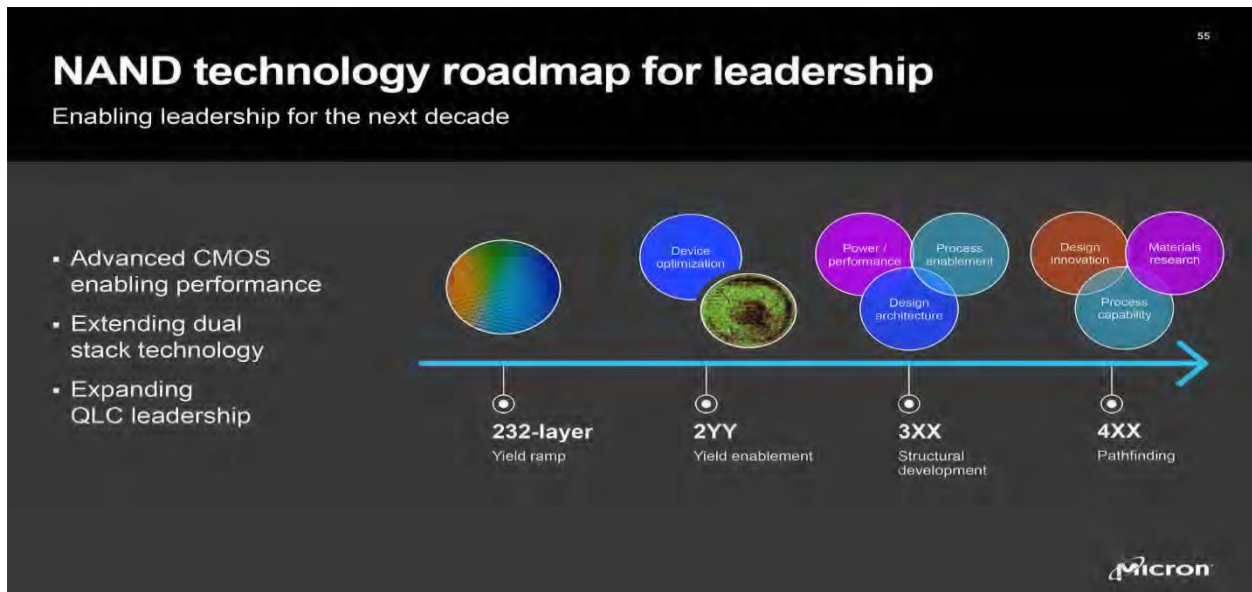 55
NAND technology roadmap for leadership
Enabling leadership for the next decade
▪ Advanced CMOS
enabling performance
▪ Extending dual
stack technology
▪ Expanding
QLC leadership
Device
optimization
Power /
performance
Process
enablement
Design
architecture
Design
innovation
Materials
research
Process
capability
232-layer
Yield ramp
2YY
Yield enablement
3XX
Structural
development
4XX
Pathfinding
Micron